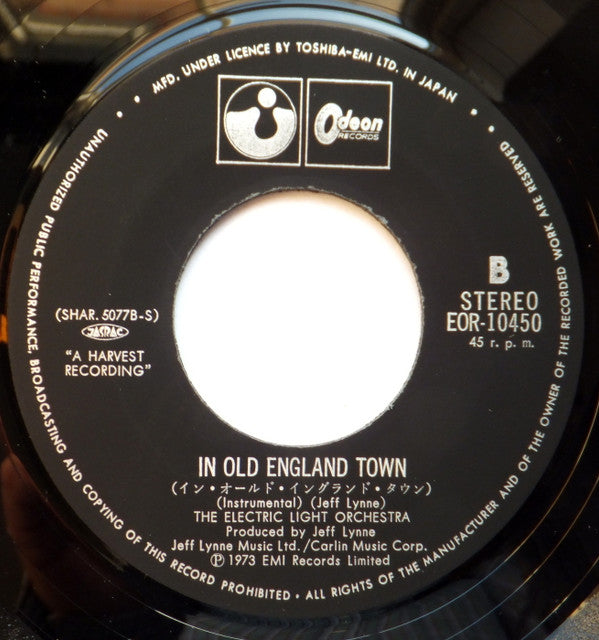 • MFD. UNDER LICENCE BY TOSHIBA-EMI LTD. IN JAPAN •
Odeon
RECORDS
B
STEREO
EOR-10450
45 r. p. m.
(SHAR. 5077B-S)
JASRAC
"A HARVEST
RECORDING"
IN OLD ENGLAND TOWN
(イン・オールド・イングランド・タウン)
(Instrumental) (Jeff Lynne)
THE ELECTRIC LIGHT ORCHESTRA
Produced by Jeff Lynne
Jeff Lynne Music Ltd./Carlin Music Corp.
Ⓟ 1973 EMI Records Limited
• UNAUTHORIZED PUBLIC PERFORMANCE, BROADCASTING AND COPYING OF THIS RECORD PROHIBITED • ALL RIGHTS OF THE MANUFACTURER AND OF THE OWNER OF THE RECORDED WORK ARE RESERVED •